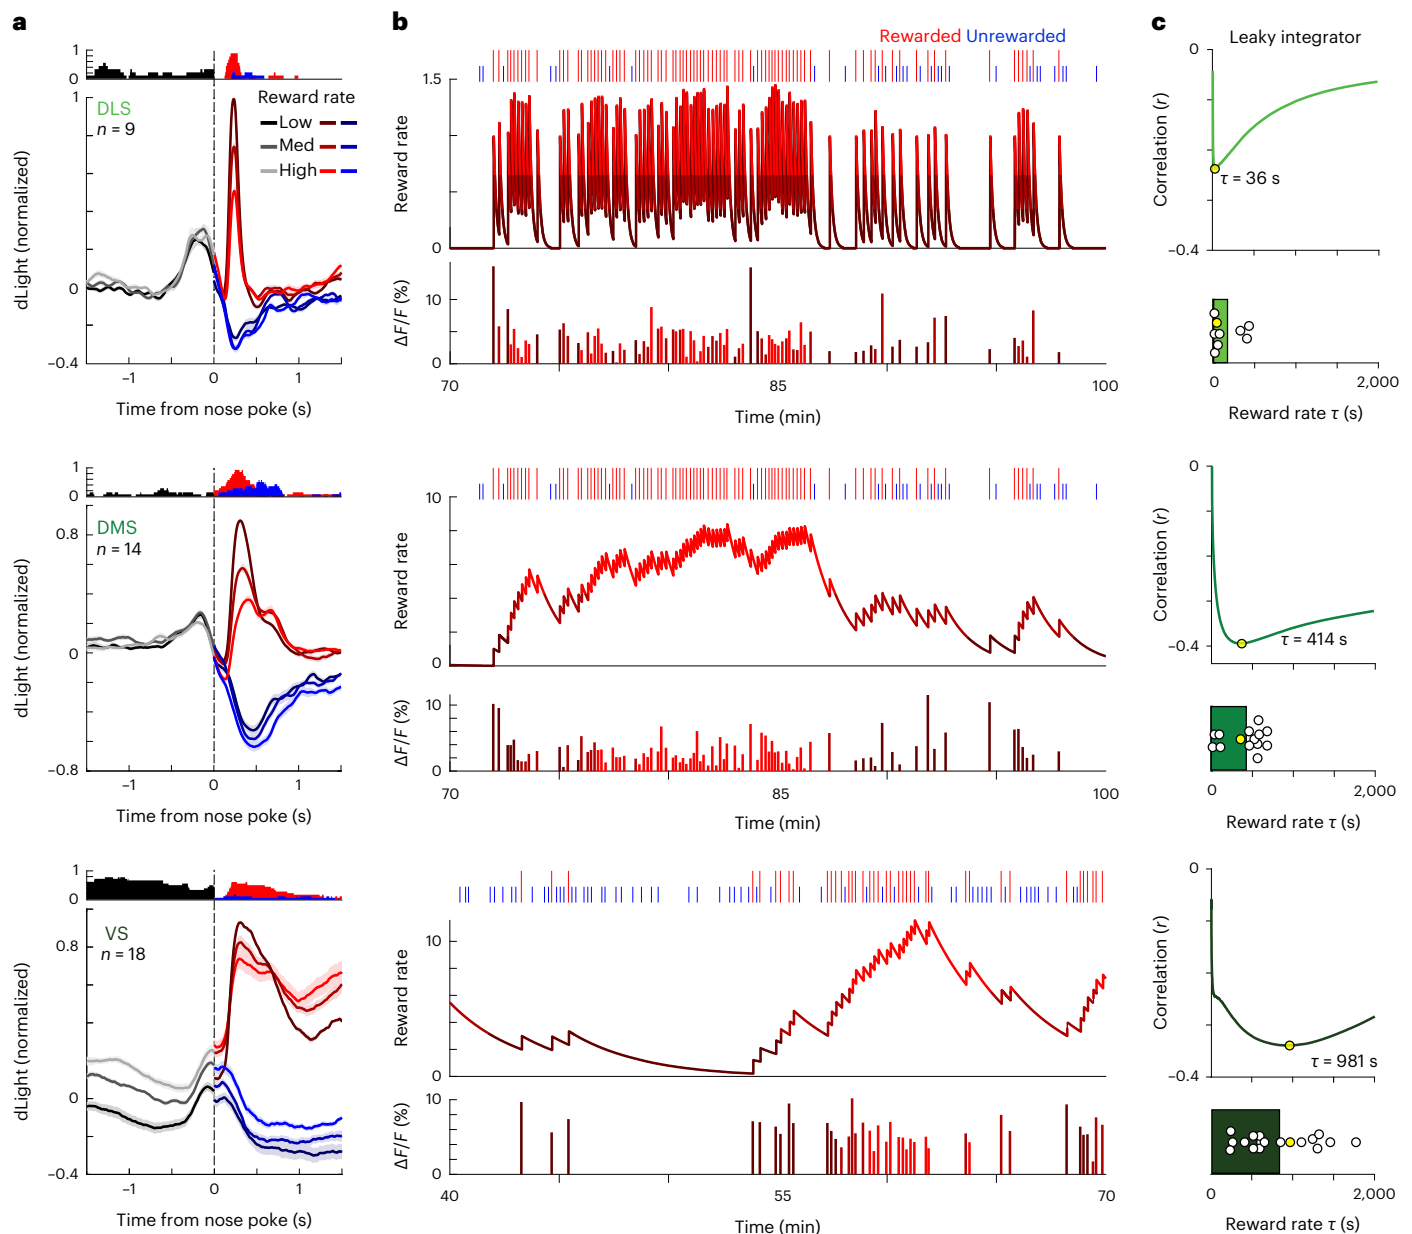 a
1
0
1
DLS
n = 9
Reward rate
Low
Med
High
dLight (normalized)
0
−0.4
−1
0
1
Time from nose poke (s)
b
Rewarded Unrewarded
1.5
Reward rate
0
ΔF/F (%)
10
0
70
85
100
Time (min)
c
Leaky integrator
0
Correlation (r)
τ = 36 s
−0.4
0
2,000
Reward rate τ (s)
1
0
DMS
n = 14
0.8
dLight (normalized)
0
−0.8
−1
0
1
Time from nose poke (s)
10
Reward rate
0
ΔF/F (%)
10
0
70
85
100
Time (min)
0
Correlation (r)
−0.4
τ = 414 s
0
2,000
Reward rate τ (s)
1
0
VS
n = 18
0.8
dLight (normalized)
0
−0.4
−1
0
1
Time from nose poke (s)
10
Reward rate
0
ΔF/F (%)
10
0
40
55
70
Time (min)
0
Correlation (r)
τ = 981 s
−0.4
0
2,000
Reward rate τ (s)